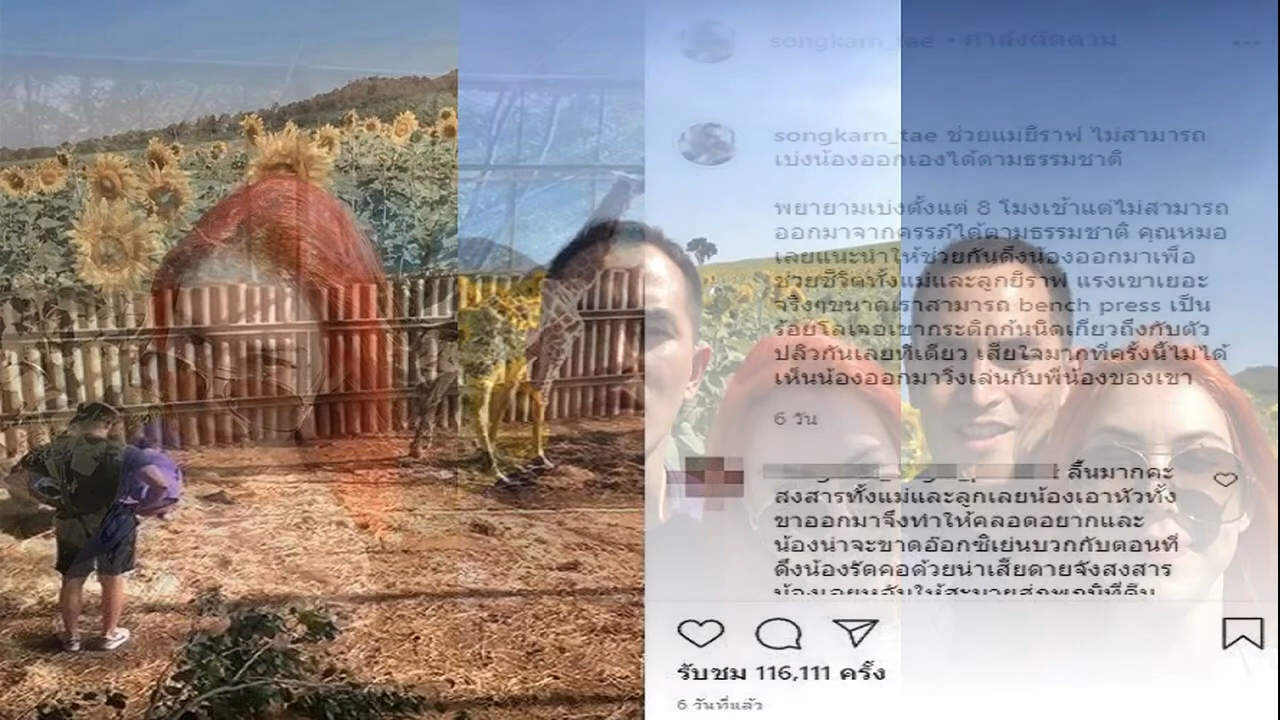 songkarn_tae • กำลังติดตาม
songkarn_tae ช่วยแม่ยีราฟ ไม่สามารถ
เบ่งน้องออกเองได้ตามธรรมชาติ
พยายามเบ่งตั้งแต่ 8 โมงเช้าแต่ไม่สามารถ
ออกมาจากครรภ์ได้ตามธรรมชาติ คุณหมอ
เลยแนะนำให้ช่วยกันดึงน้องออกมาเพื่อ
ช่วยชีวิตทั้งแม่และลูกยีราฟ แรงเขาเยอะ
จริงๆขนาดเราสามารถ bench press เป็น
ร้อยโลเจอเขากระดิกก้นนิดเดียวถึงกับตัว
ปลิวกันเลยทีเดียว เสียใจมากที่ครั้งนี้ไม่ได้
เห็นน้องออกมาวิ่งเล่นกับพี่น้องของเขา
6 วัน
ลิ้นมากคะ
สงสารทั้งแม่และลูกเลยน้องเอาหัวทั้ง
ขาออกมาจึงทำให้คลอดอยากและ
น้องน่าจะขาดอ๊อกซิเย่นบวกกับตอนที่
ดึงน้องรัดคอด้วยน่าเสียดายจังสงสาร
รับชม 116,111 ครั้ง
6 วันที่แล้ว